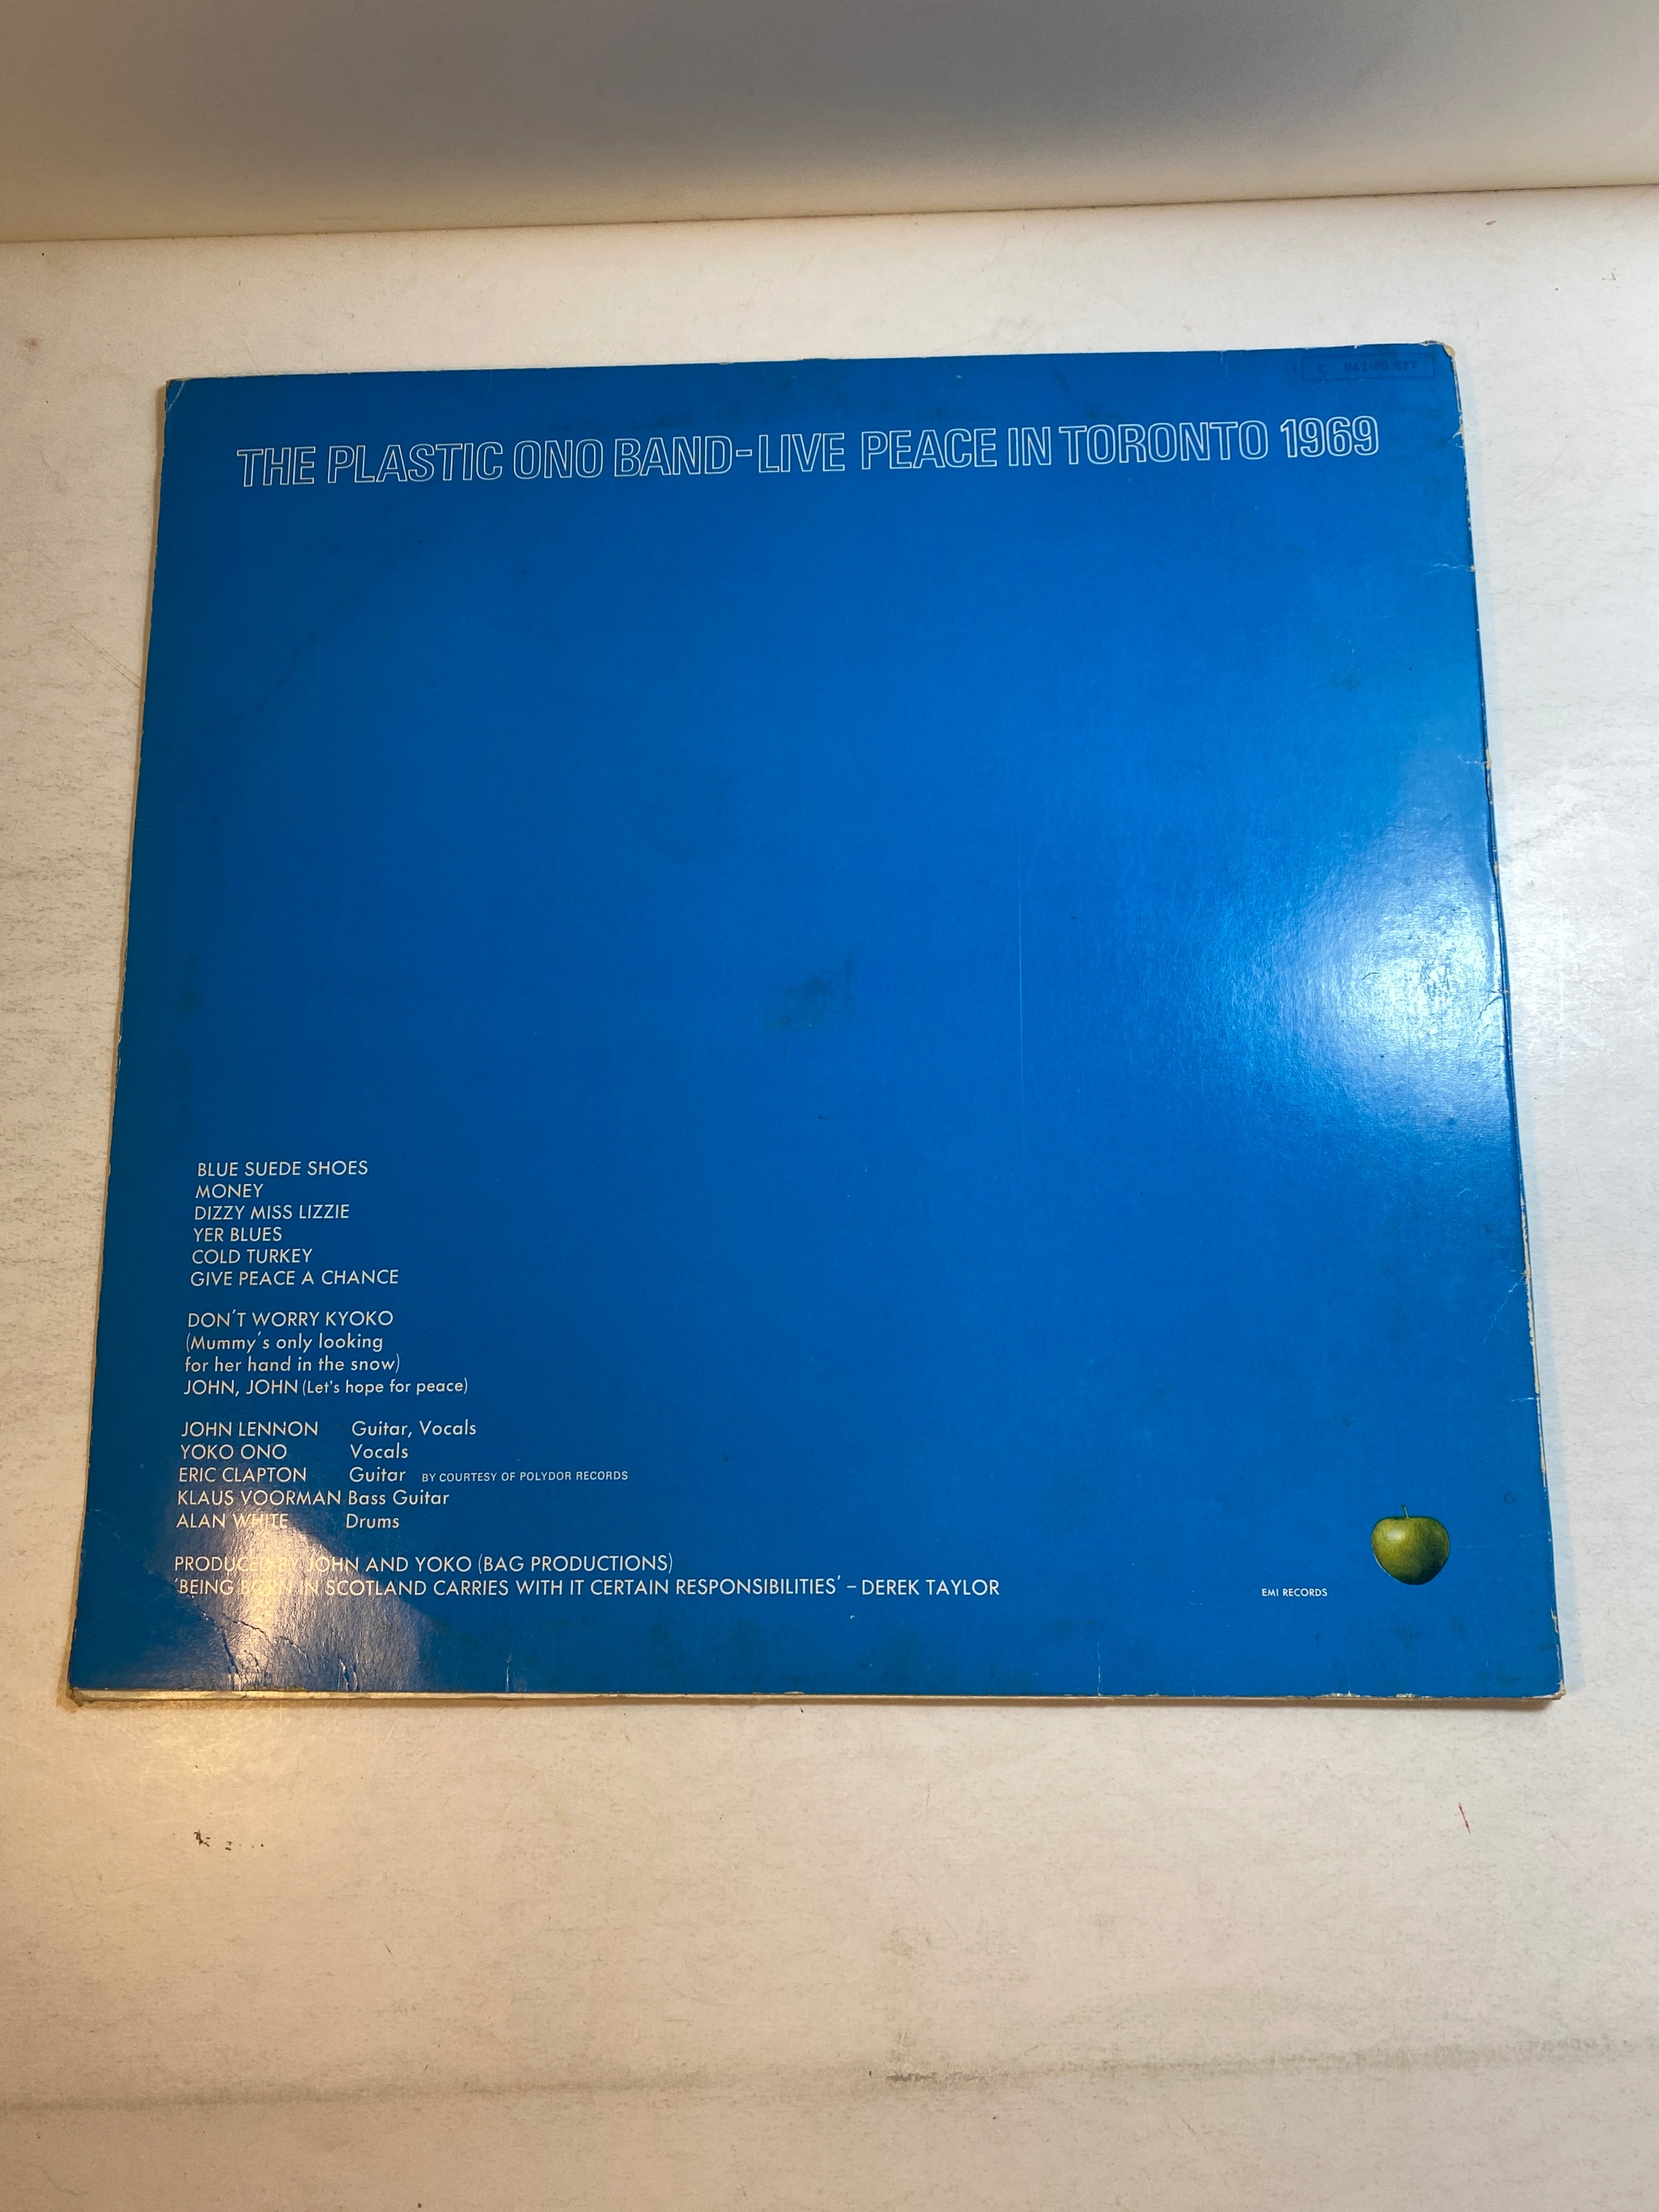 C 062-90 877
THE PLASTIC ONO BAND-LIVE PEACE IN TORONTO 1969
BLUE SUEDE SHOES
MONEY
DIZZY MISS LIZZIE
YER BLUES
COLD TURKEY
GIVE PEACE A CHANCE
DON'T WORRY KYOKO
(Mummy's only looking
for her hand in the snow)
JOHN, JOHN (Let's hope for peace)
JOHN LENNON Guitar, Vocals
YOKO ONO Vocals
ERIC CLAPTON Guitar BY COURTESY OF POLYDOR RECORDS
KLAUS VOORMAN Bass Guitar
ALAN WHITE Drums
PRODUCED BY JOHN AND YOKO (BAG PRODUCTIONS)
'BEING BORN IN SCOTLAND CARRIES WITH IT CERTAIN RESPONSIBILITIES' – DEREK TAYLOR
EMI RECORDS